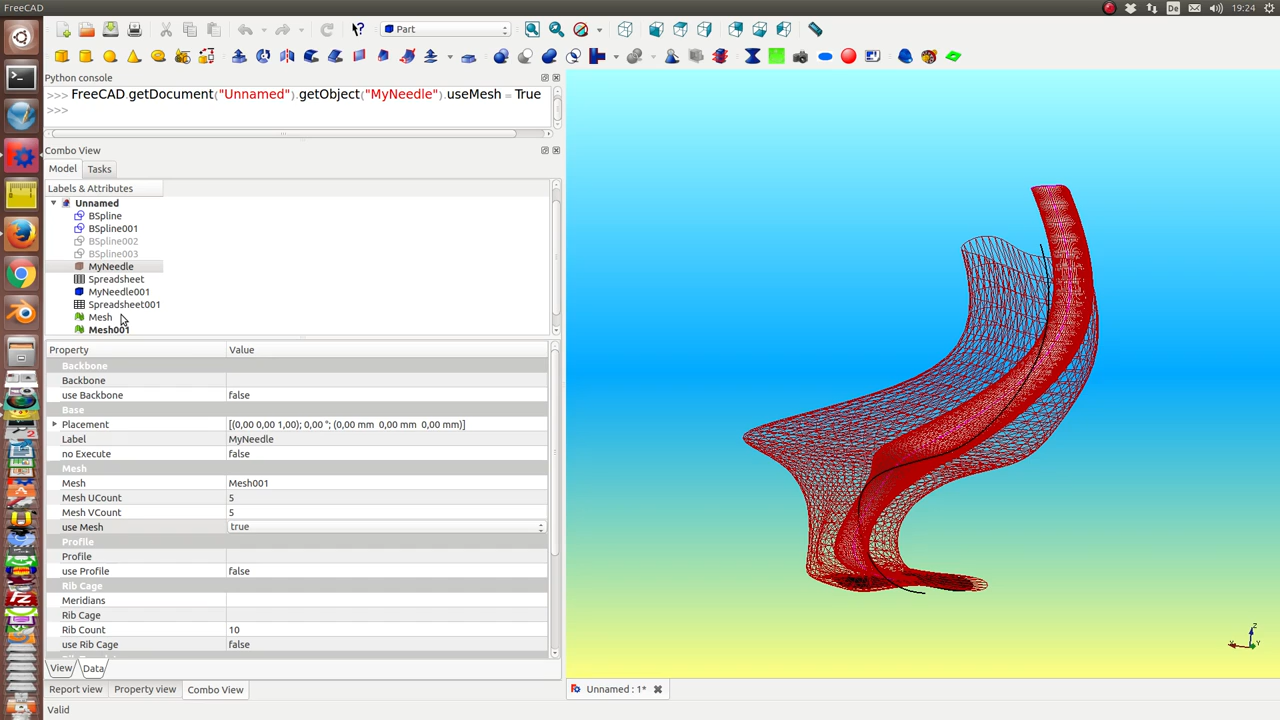 FreeCAD
De
19:24
Part
Python console
>>> FreeCAD.getDocument("Unnamed").getObject("MyNeedle").useMesh = True
>>>
Combo View
Model
Tasks
Labels & Attributes
Unnamed
BSpline
BSpline001
BSpline002
BSpline003
MyNeedle
Spreadsheet
MyNeedle001
Spreadsheet001
Mesh
Mesh001
Property Value
Backbone
Backbone
use Backbone false
Base
Placement [(0,00 0,00 1,00); 0,00 °; (0,00 mm 0,00 mm 0,00 mm)]
Label MyNeedle
no Execute false
Mesh
Mesh Mesh001
Mesh UCount 5
Mesh VCount 5
use Mesh true
Profile
Profile
use Profile false
Rib Cage
Meridians
Rib Cage
Rib Count 10
use Rib Cage false
View
Data
Report view
Property view
Combo View
Unnamed : 1*
Valid
Z
X
Y